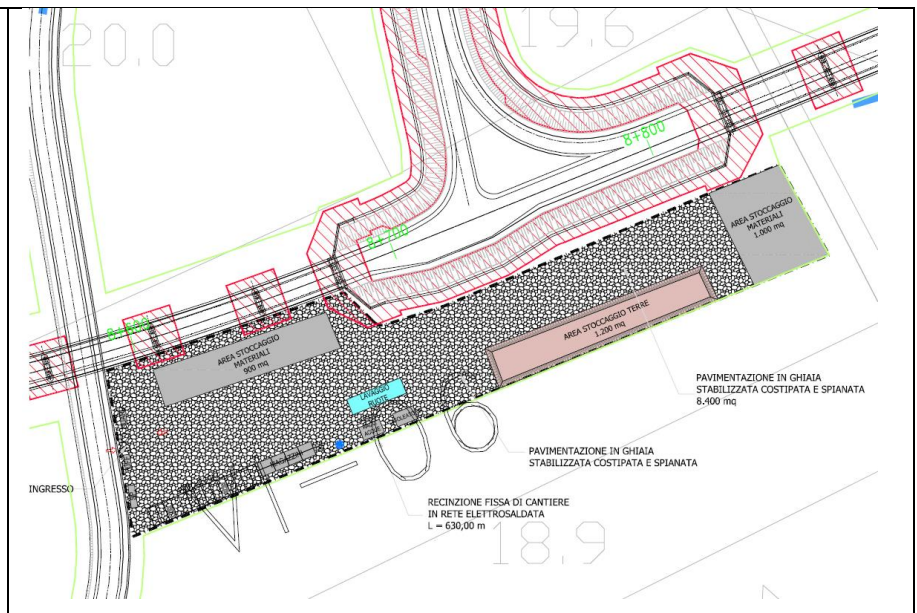 20.0
19.6
8+800
8+700
8+600
AREA STOCCAGGIO
MATERIALI
1.000 mq
AREA STOCCAGGIO TERRE
1.200 mq
AREA STOCCAGGIO
MATERIALI
900 mq
LAVAGGIO
RUOTE
PAVIMENTAZIONE IN GHIAIA
STABILIZZATA COSTIPATA E SPIANATA
8.400 mq
PAVIMENTAZIONE IN GHIAIA
STABILIZZATA COSTIPATA E SPIANATA
INGRESSO
RECINZIONE FISSA DI CANTIERE
IN RETE ELETTROSALDATA
L = 630,00 m
18.9